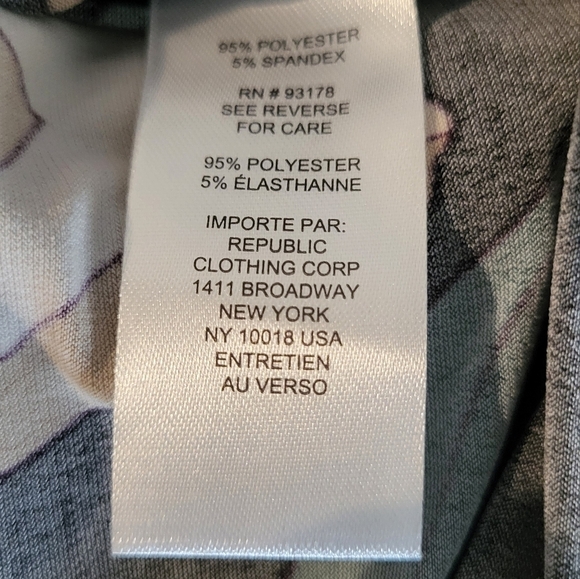 95% POLYESTER
5% SPANDEX
RN # 93178
SEE REVERSE
FOR CARE
95% POLYESTER
5% ÉLASTHANNE
IMPORTE PAR:
REPUBLIC
CLOTHING CORP
1411 BROADWAY
NEW YORK
NY 10018 USA
ENTRETIEN
AU VERSO